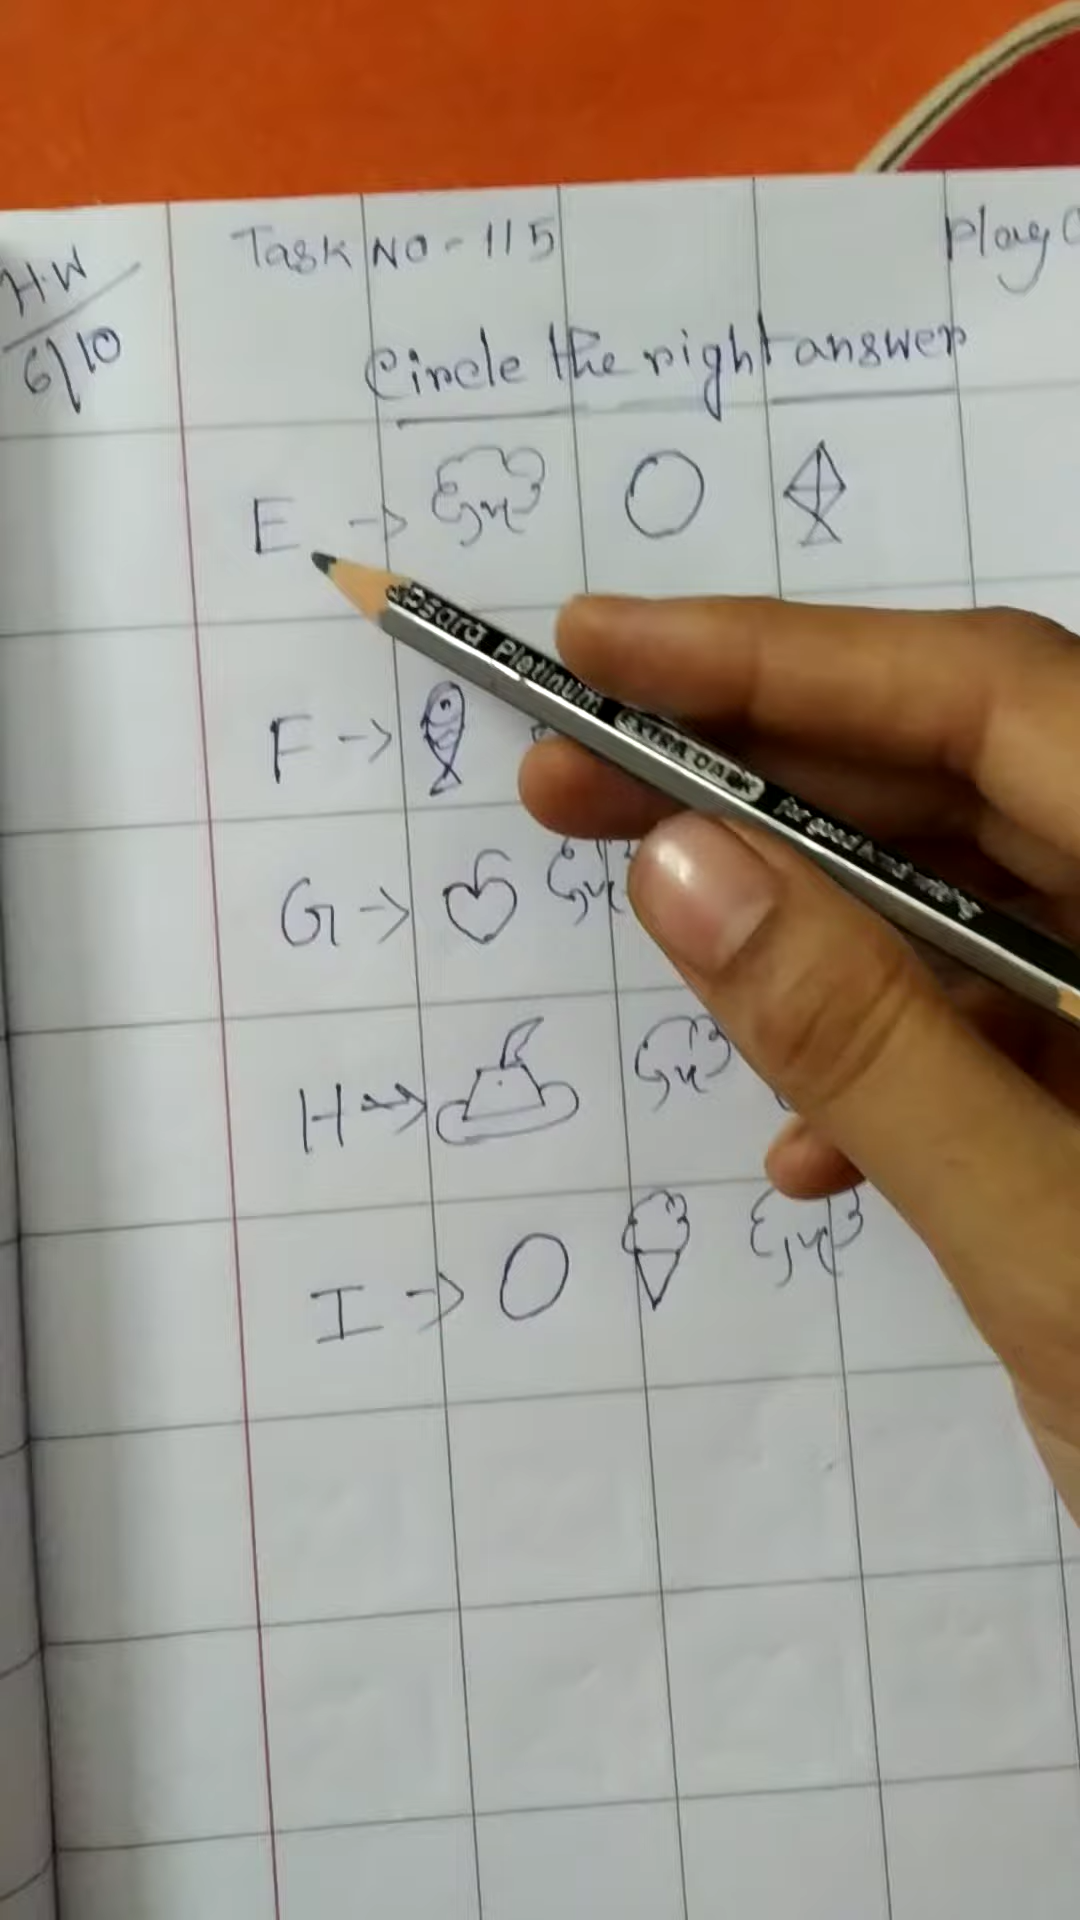 H.W
6/10
Task NO - 115
Play
Circle the right answer
E →
F →
G →
H →
I →
Apsara Platinum EXTRA DARK for good handwriting